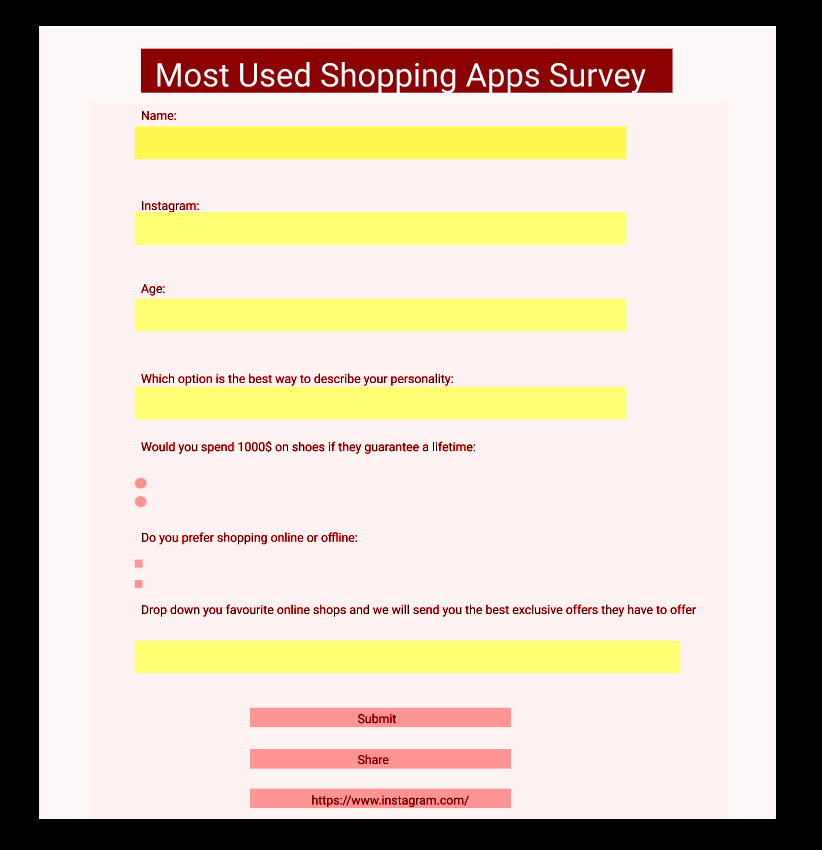 Most Used Shopping Apps Survey
Name:
Instagram:
Age:
Which option is the best way to describe your personality:
Would you spend 1000$ on shoes if they guarantee a lifetime:
Do you prefer shopping online or offline:
Drop down you favourite online shops and we will send you the best exclusive offers they have to offer
Submit
Share
https://www.instagram.com/